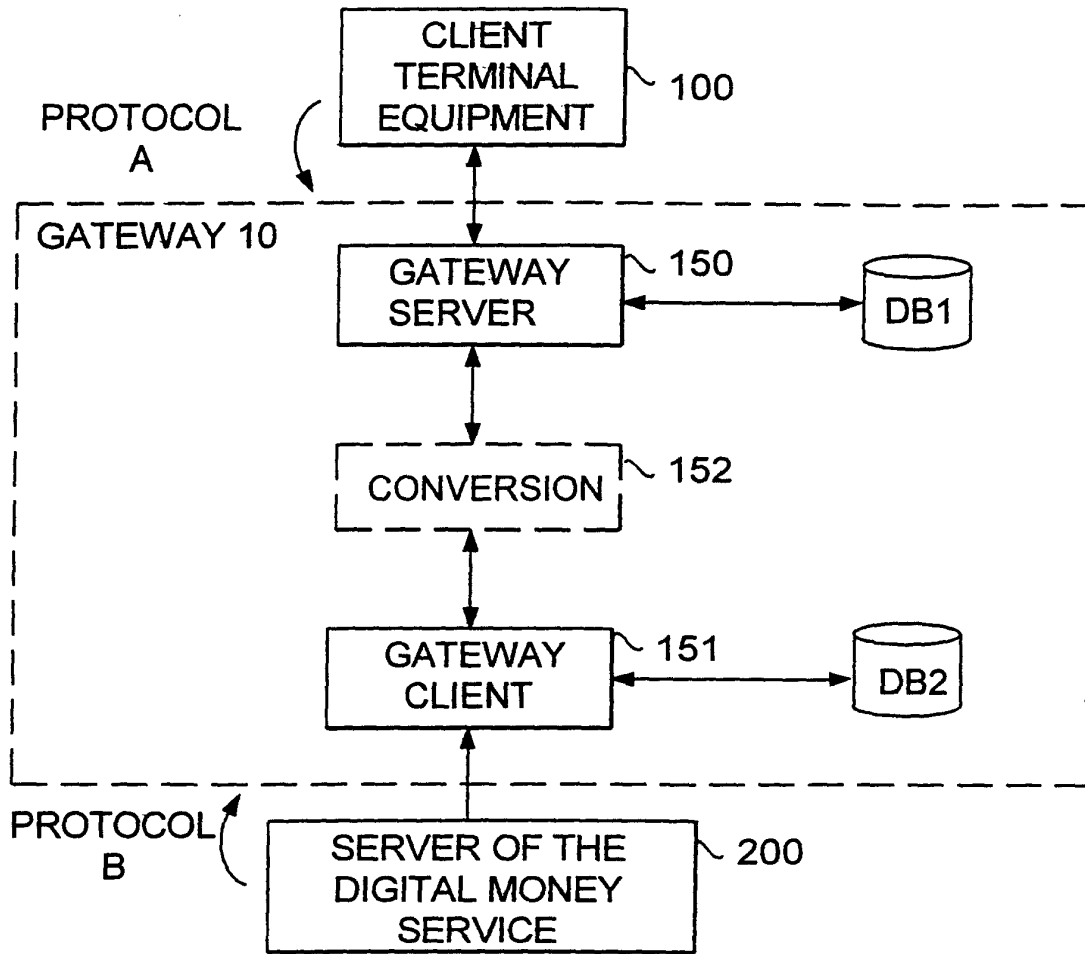 CLIENT
TERMINAL
EQUIPMENT
100
PROTOCOL
A
GATEWAY 10
GATEWAY
SERVER
150
DB1
CONVERSION
152
GATEWAY
CLIENT
151
DB2
PROTOCOL
B
SERVER OF THE
DIGITAL MONEY
SERVICE
200